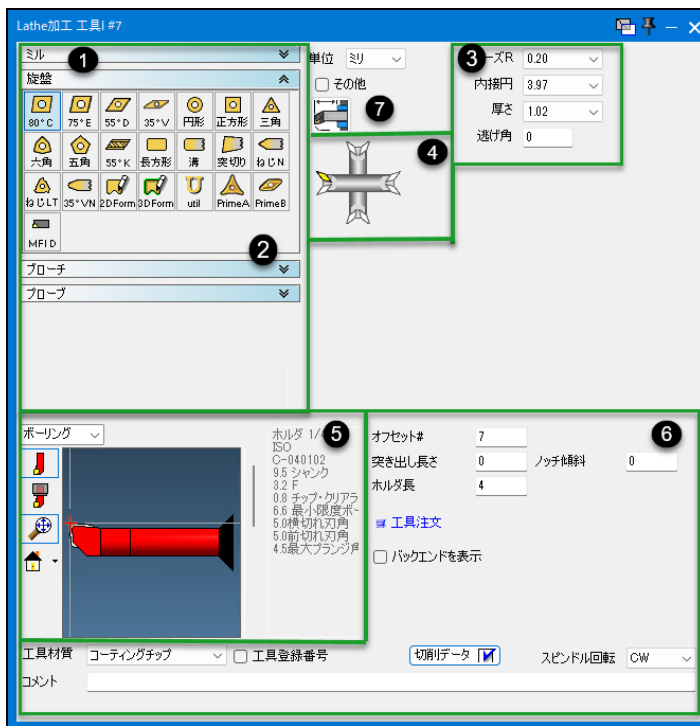 Lathe加工 工具I #7
ミル
1
旋盤
80°C
75°E
55°D
35°V
円形
正方形
三角
六角
五角
55°K
長方形
溝
突切り
ねじN
ねじLT
35°VN
2DForm
3DForm
util
PrimeA
PrimeB
MFID
2
ブローチ
プローブ
単位 ミリ
その他
7
4
3
ーズR 0.20
内接円 3.97
厚さ 1.02
逃げ角 0
ボーリング
5
ホルダ 1/
ISO
C-040102
9.5 シャンク
3.2 F
0.8 チップ・クリアラ
6.6 最小限度ボー
5.0横切れ刃角
5.0前切れ刃角
4.5最大プランジ
6
オフセット# 7
突き出し長さ 0 ノッチ傾斜 0
ホルダ長 4
工具注文
バックエンドを表示
工具材質 コーティングチップ 工具登録番号 切削データ スピンドル回転 CW
コメント